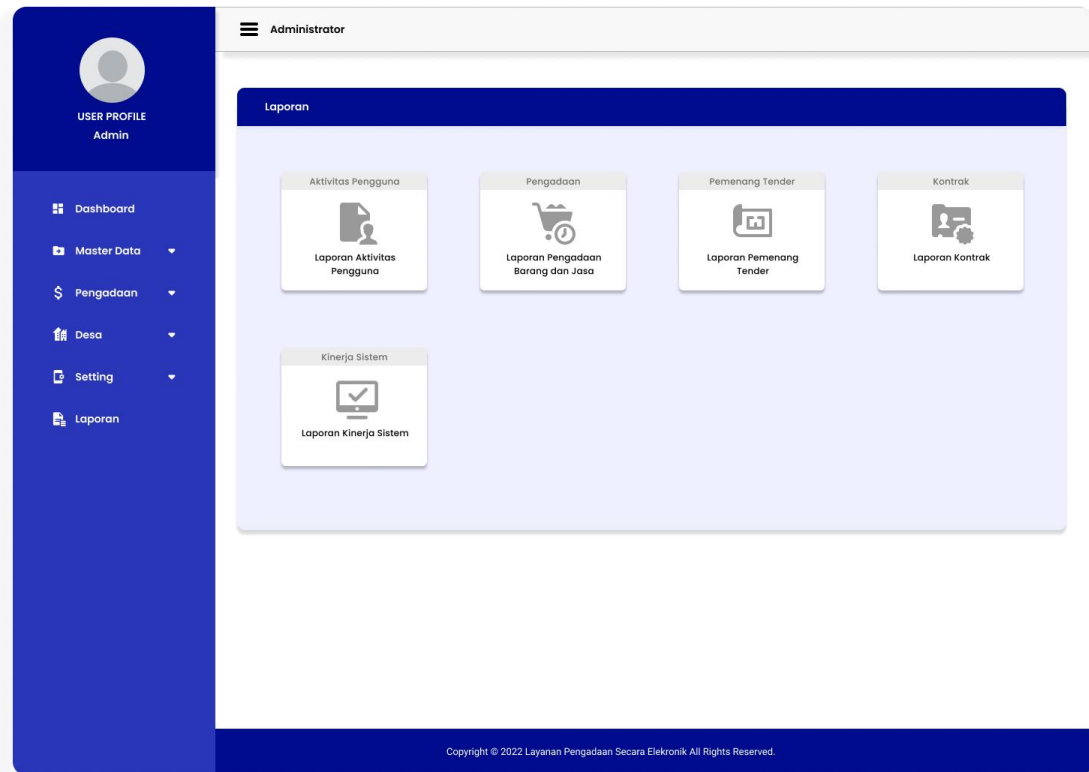 USER PROFILE
Admin
Dashboard
Master Data
Pengadaan
Desa
Setting
Laporan
Administrator
Laporan
Aktivitas Pengguna
Laporan Aktivitas
Pengguna
Pengadaan
Laporan Pengadaan
Barang dan Jasa
Pemenang Tender
Laporan Pemenang
Tender
Kontrak
Laporan Kontrak
Kinerja Sistem
Laporan Kinerja Sistem
Copyright © 2022 Layanan Pengadaan Secara Elekronik All Rights Reserved.